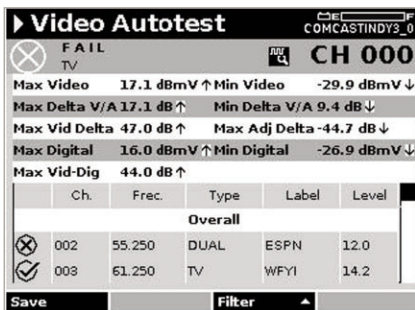 Video Autotest
COMCASTINDY3_0
FAIL
TV
CH 000
Max Video 17.1 dBmV ↑ Min Video -29.9 dBmV ↓
Max Delta V/A 17.1 dB ↑ Min Delta V/A 9.4 dB ↓
Max Vid Delta 47.0 dB ↑ Max Adj Delta -44.7 dB ↓
Max Digital 16.0 dBmV ↑ Min Digital -26.9 dBmV ↓
Max Vid-Dig 44.0 dB ↑
Ch. Frec. Type Label Level
Overall
002 55.250 DUAL ESPN 12.0
003 61.250 TV WFYI 14.2
Save Filter